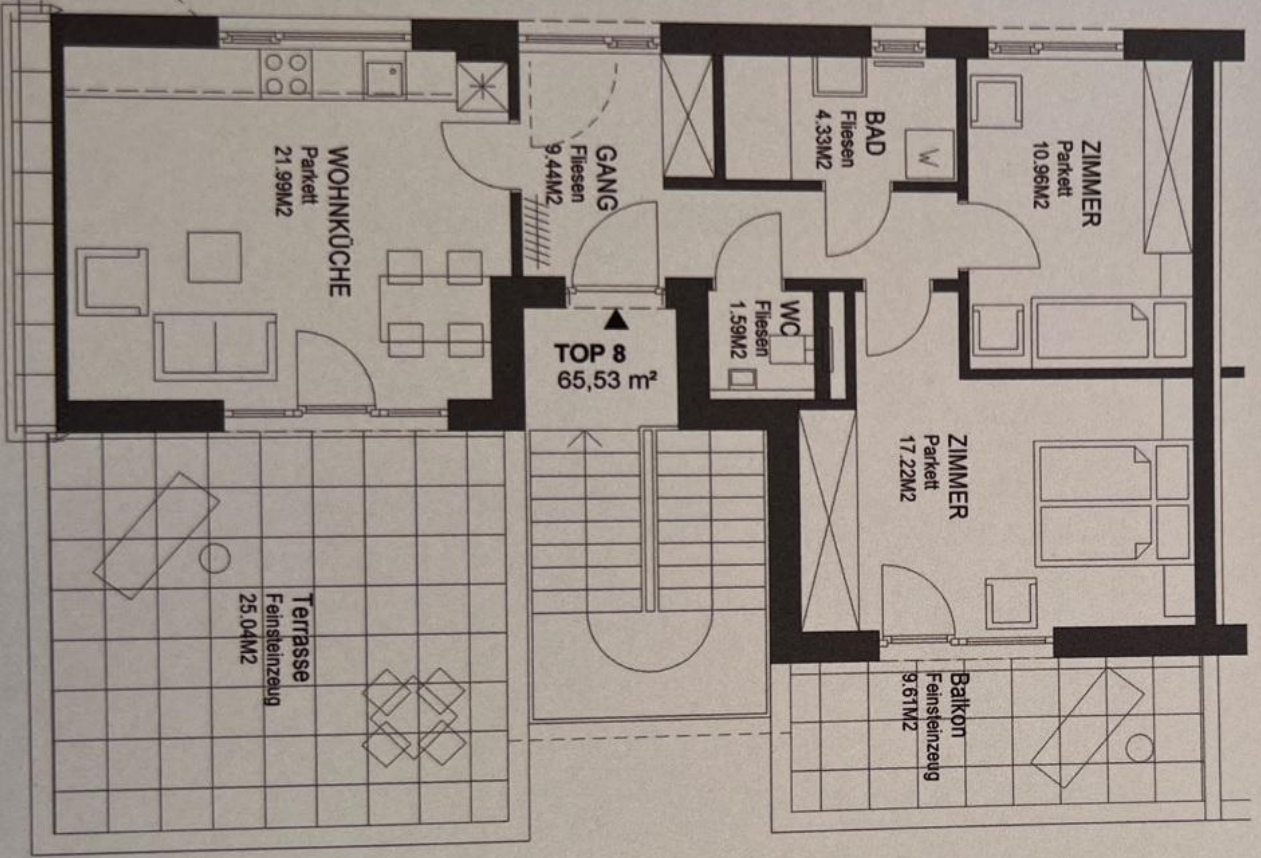 WOHNKÜCHE
Parkett
21.99M2
GANG
Fliesen
9.44M2
BAD
Fliesen
4.33M2
W
ZIMMER
Parkett
10.96M2
WC
Fliesen
1.59M2
TOP 8
65,53 m²
ZIMMER
Parkett
17.22M2
Terrasse
Feinsteinzeug
25.04M2
Balkon
Feinsteinzeug
9.61M2